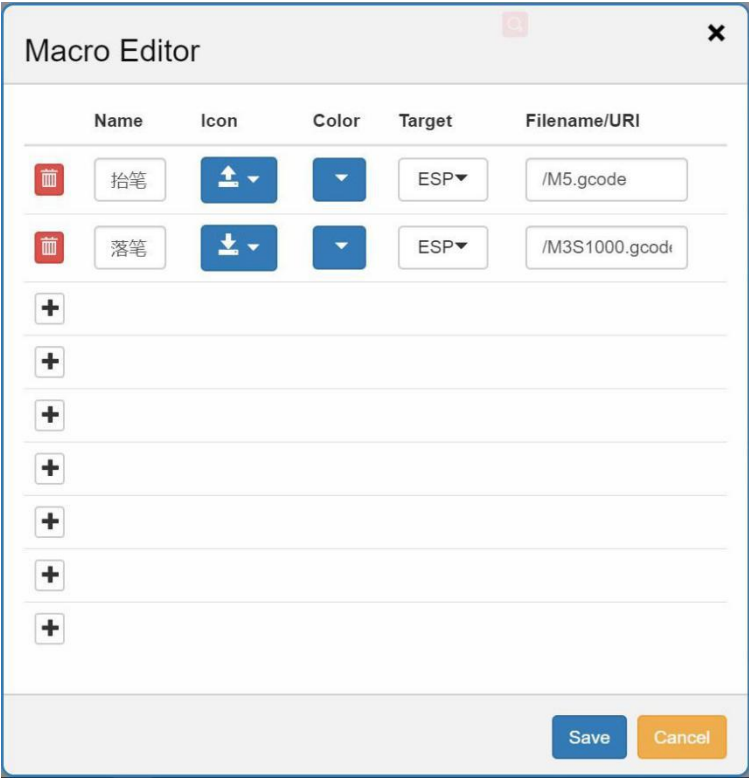 Macro Editor
Name Icon Color Target Filename/URI
抬笔 ESP /M5.gcode
落笔 ESP /M3S1000.gcode
Save Cancel